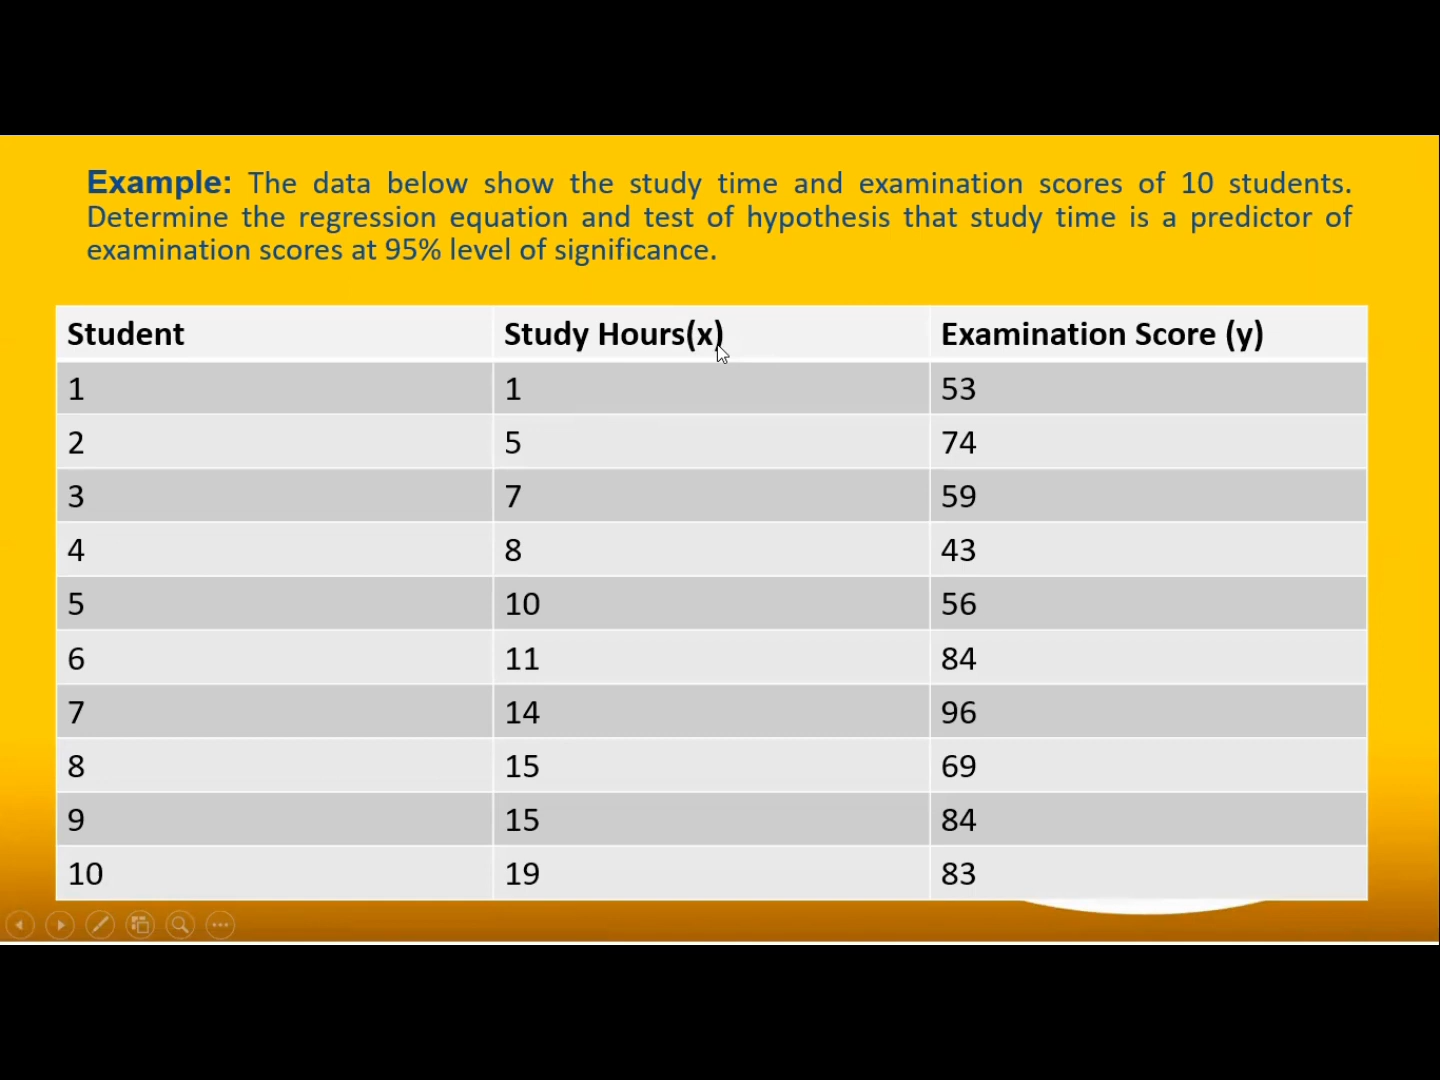 Example: The data below show the study time and examination scores of 10 students.
Determine the regression equation and test of hypothesis that study time is a predictor of
examination scores at 95% level of significance.
Student Study Hours(x) Examination Score (y)
1 1 53
2 5 74
3 7 59
4 8 43
5 10 56
6 11 84
7 14 96
8 15 69
9 15 84
10 19 83